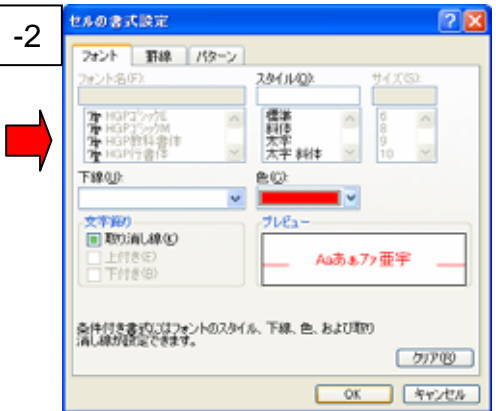 -2
セルの書式設定
フォント 罫線 パターン
フォント名(F): スタイル(O): サイズ(S):
HGPゴシックE 標準 6
HGPゴシックM 斜体 8
HGP教科書体 太字 9
HGP行書体 太字 斜体 10
下線(U): 色(C):
文字飾り プレビュー
取り消し線(K)
上付き(E) Aaあぁアァ亜宇
下付き(B)
条件付き書式にはフォントのスタイル、下線、色、および取り
消し線が設定できます。
クリア(R)
OK キャンセル